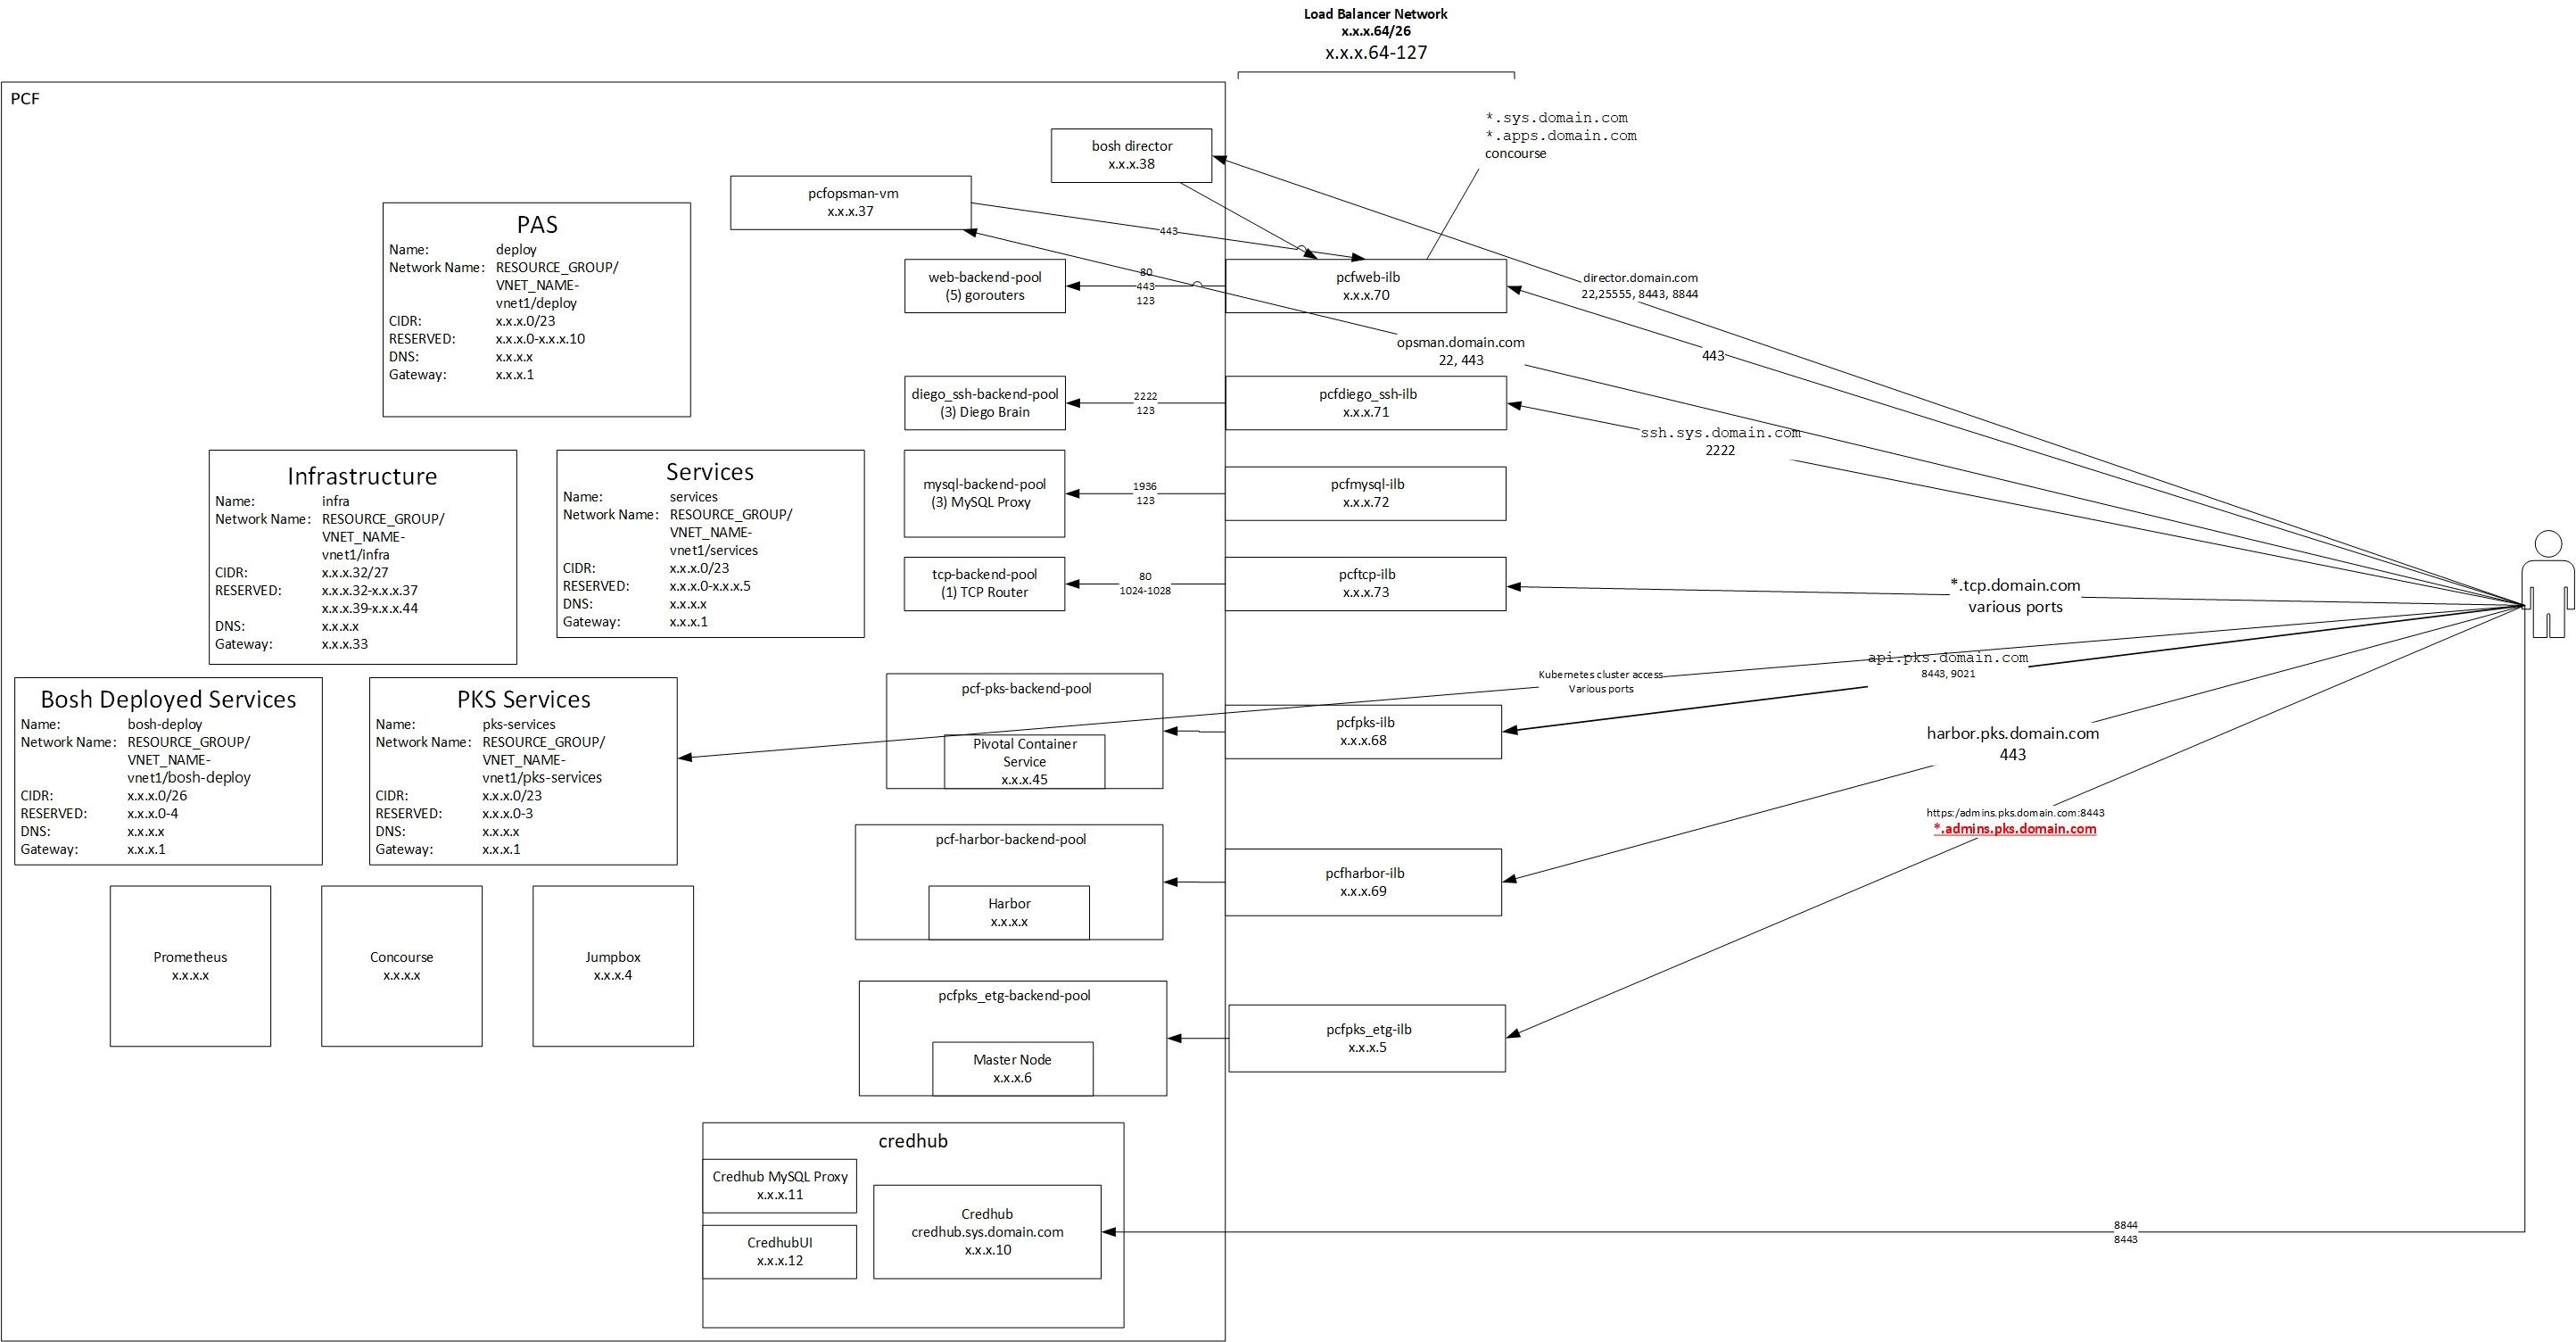 Load Balancer Network
x.x.x.64/26
x.x.x.64-127
PCF
*.sys.domain.com
*.apps.domain.com
concourse
bosh director
x.x.x.38
pcfopsman-vm
x.x.x.37
443
PAS
Name: deploy
Network Name: RESOURCE_GROUP/
VNET_NAME-
vnet1/deploy
CIDR: x.x.x.0/23
RESERVED: x.x.x.0-x.x.x.10
DNS: x.x.x.x
Gateway: x.x.x.1
web-backend-pool
(5) gorouters
80
443
123
pcfweb-ilb
x.x.x.70
director.domain.com
22,25555, 8443, 8844
opsman.domain.com
22, 443
443
diego_ssh-backend-pool
(3) Diego Brain
2222
123
pcfdiego_ssh-ilb
x.x.x.71
ssh.sys.domain.com
2222
Infrastructure
Name: infra
Network Name: RESOURCE_GROUP/
VNET_NAME-
vnet1/infra
CIDR: x.x.x.32/27
RESERVED: x.x.x.32-x.x.x.37
x.x.x.39-x.x.x.44
DNS: x.x.x.x
Gateway: x.x.x.33
Services
Name: services
Network Name: RESOURCE_GROUP/
VNET_NAME-
vnet1/services
CIDR: x.x.x.0/23
RESERVED: x.x.x.0-x.x.x.5
DNS: x.x.x.x
Gateway: x.x.x.1
mysql-backend-pool
(3) MySQL Proxy
1936
123
pcfmysql-ilb
x.x.x.72
tcp-backend-pool
(1) TCP Router
80
1024-1028
pcftcp-ilb
x.x.x.73
*.tcp.domain.com
various ports
Bosh Deployed Services
Name: bosh-deploy
Network Name: RESOURCE_GROUP/
VNET_NAME-
vnet1/bosh-deploy
CIDR: x.x.x.0/26
RESERVED: x.x.x.0-4
DNS: x.x.x.x
Gateway: x.x.x.1
PKS Services
Name: pks-services
Network Name: RESOURCE_GROUP/
VNET_NAME-
vnet1/pks-services
CIDR: x.x.x.0/23
RESERVED: x.x.x.0-3
DNS: x.x.x.x
Gateway: x.x.x.1
pcf-pks-backend-pool
Pivotal Container
Service
x.x.x.45
pcfpks-ilb
x.x.x.68
Kubernetes cluster access
Various ports
api.pks.domain.com
8443, 9021
harbor.pks.domain.com
443
https:/admins.pks.domain.com:8443
*.admins.pks.domain.com
pcf-harbor-backend-pool
Harbor
x.x.x.x
pcfharbor-ilb
x.x.x.69
Prometheus
x.x.x.x
Concourse
x.x.x.x
Jumpbox
x.x.x.4
pcfpks_etg-backend-pool
Master Node
x.x.x.6
pcfpks_etg-ilb
x.x.x.5
credhub
Credhub MySQL Proxy
x.x.x.11
CredhubUI
x.x.x.12
Credhub
credhub.sys.domain.com
x.x.x.10
8844
8443